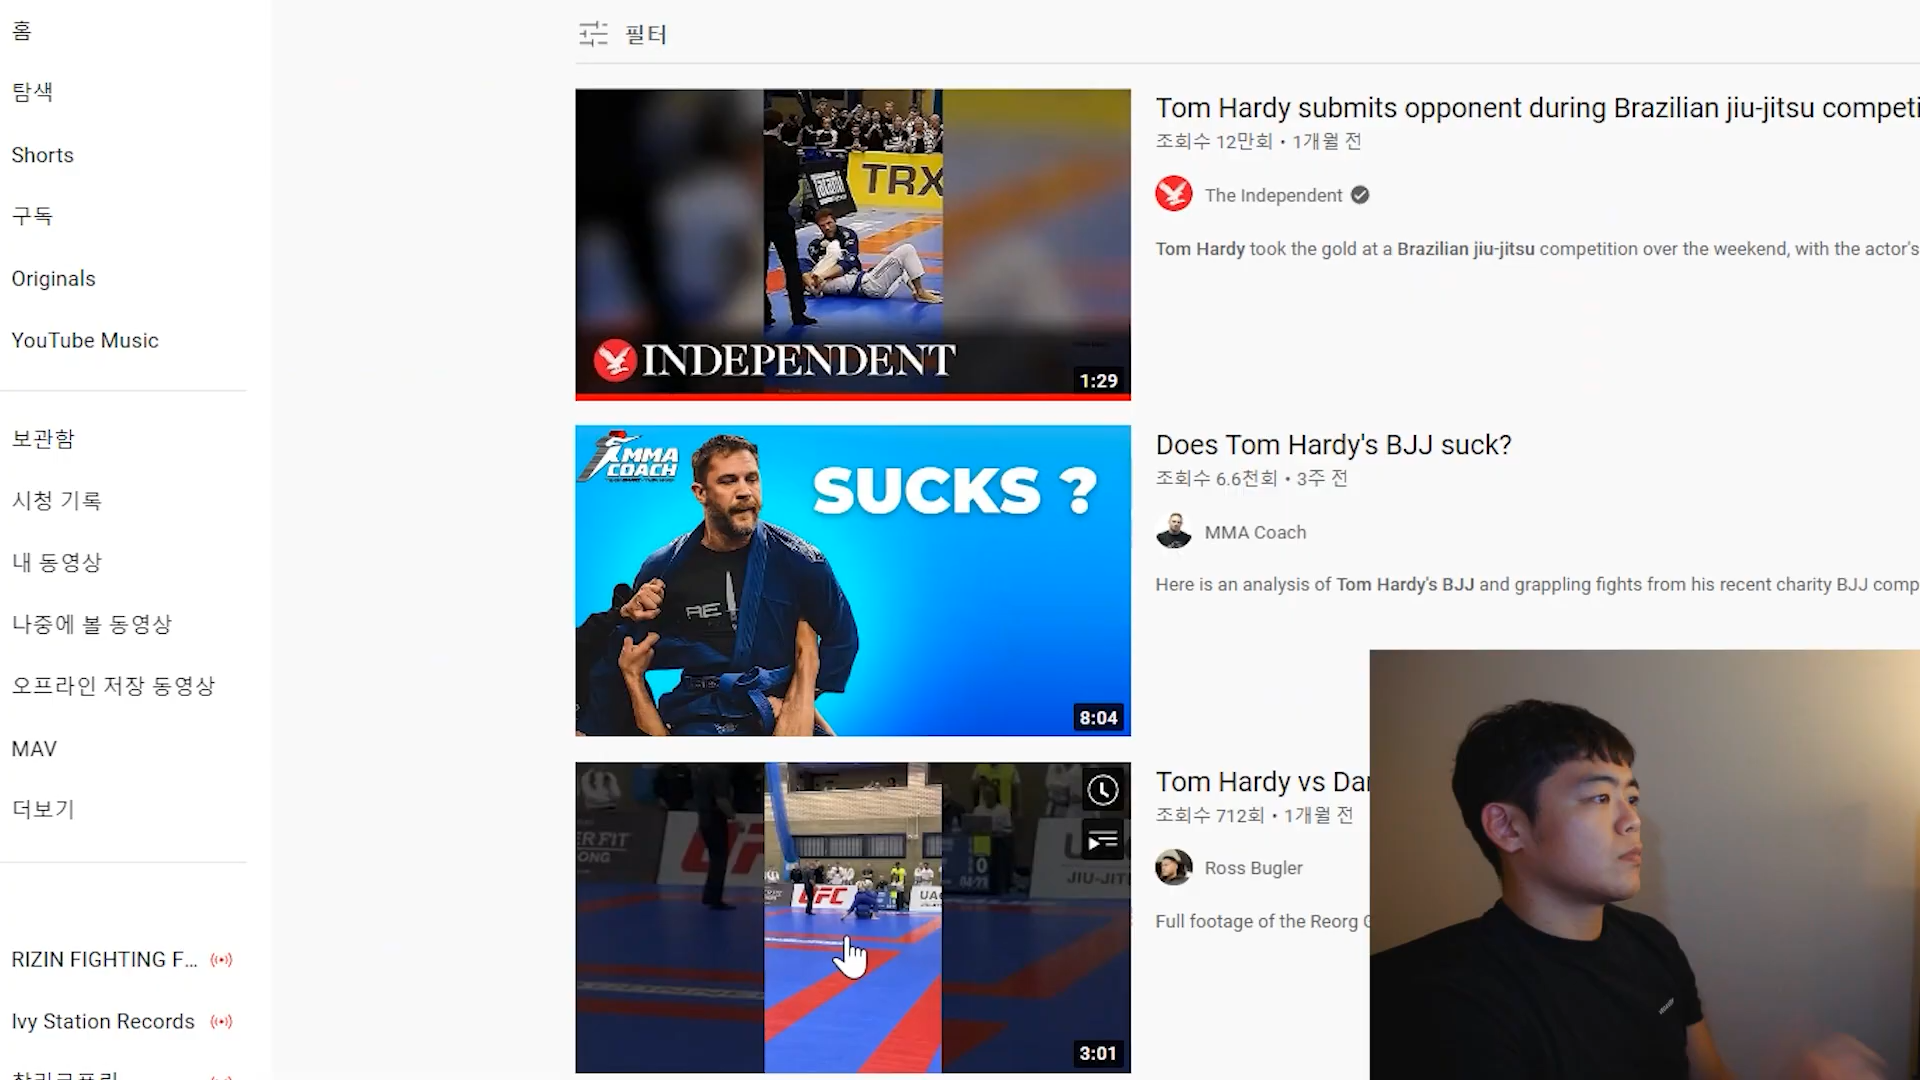 홈
탐색
Shorts
구독
Originals
YouTube Music
보관함
시청 기록
내 동영상
나중에 볼 동영상
오프라인 저장 동영상
MAV
더보기
RIZIN FIGHTING F...
Ivy Station Records
필터
TRX
tatami
INDEPENDENT
1:29
Tom Hardy submits opponent during Brazilian jiu-jitsu competi
조회수 12만회 • 1개월 전
The Independent
Tom Hardy took the gold at a Brazilian jiu-jitsu competition over the weekend, with the actor's
MMA
COACH
SUCKS ?
RE
8:04
Does Tom Hardy's BJJ suck?
조회수 6.6천회 • 3주 전
MMA Coach
Here is an analysis of Tom Hardy's BJJ and grappling fights from his recent charity BJJ comp
UFC
UA
JIU-JIT
3:01
Tom Hardy vs Da
조회수 712회 • 1개월 전
Ross Bugler
Full footage of the Reorg